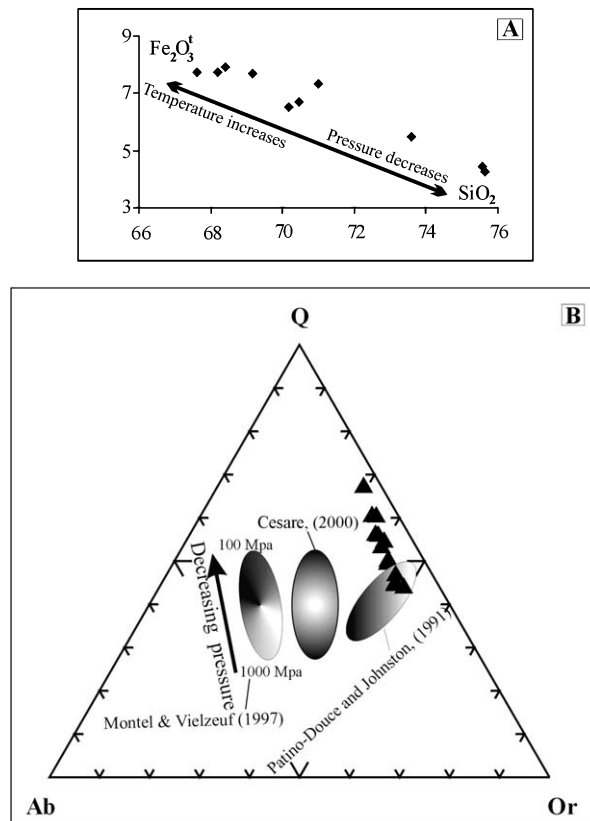 A
9
Fe₂O₃ᵗ
7
Temperature increases
Pressure decreases
5
SiO₂
3
66 68 70 72 74 76
B
Q
Cesare, (2000)
100 Mpa
Decreasing pressure
1000 Mpa
Montel & Vielzeuf (1997)
Patino-Douce and Johnston, (1991)
Ab Or